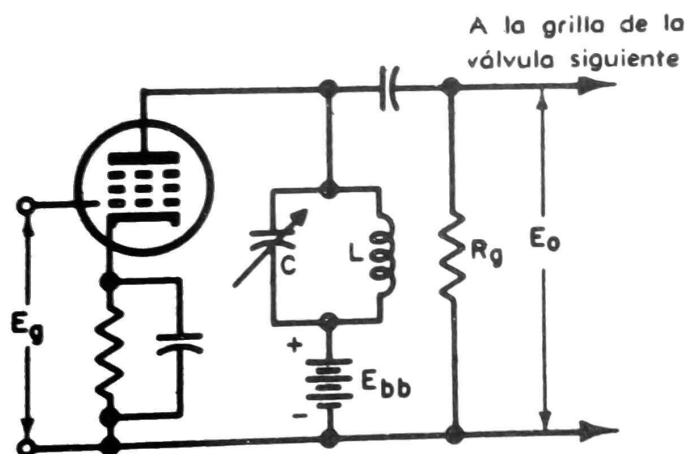 A la grilla de la
válvula siguiente
Eg
C
L
Rg
Eo
+
Ebb
-